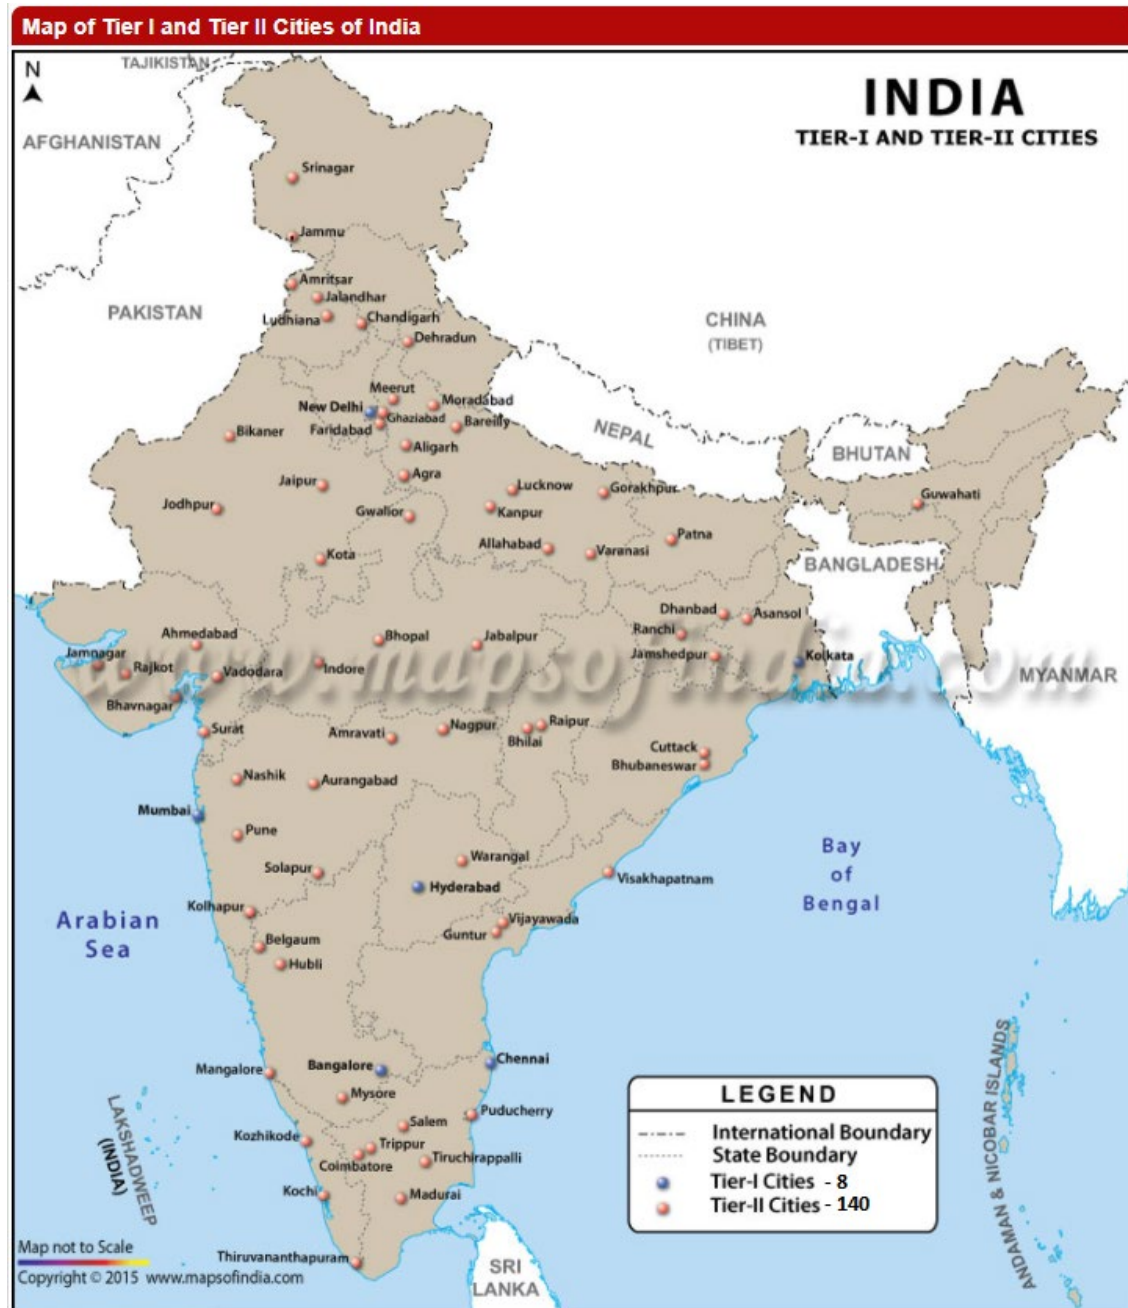 Map of Tier I and Tier II Cities of India
N
TAJIKISTAN
INDIA
TIER-I AND TIER-II CITIES
AFGHANISTAN
Srinagar
Jammu
Amritsar
Jalandhar
PAKISTAN
Ludhiana
Chandigarh
CHINA
(TIBET)
Dehradun
Meerut
Moradabad
New Delhi
Ghaziabad
Faridabad
Bareilly
Bikaner
NEPAL
Aligarh
BHUTAN
Jaipur
Agra
Lucknow
Gorakhpur
Guwahati
Jodhpur
Gwalior
Kanpur
Patna
Allahabad
Varanasi
Kota
BANGLADESH
Dhanbad
Asansol
Ahmedabad
Bhopal
Jabalpur
Ranchi
Jamnagar
Rajkot
Vadodara
Indore
Jamshedpur
Kolkata
www.mapsofindia.com
MYANMAR
Bhavnagar
Surat
Amravati
Nagpur
Raipur
Bhilai
Cuttack
Bhubaneswar
Nashik
Aurangabad
Mumbai
Pune
Bay
of
Bengal
Solapur
Warangal
Hyderabad
Visakhapatnam
Kolhapur
Arabian
Sea
Vijayawada
Guntur
Belgaum
Hubli
Mangalore
Bangalore
Chennai
Mysore
Puducherry
Salem
Kozhikode
Trippur
Coimbatore
Tiruchirappalli
Kochi
Madurai
Thiruvananthapuram
LAKSHADWEEP
(INDIA)
SRI
LANKA
ANDAMAN & NICOBAR ISLANDS
LEGEND
International Boundary
State Boundary
Tier-I Cities - 8
Tier-II Cities - 140
Map not to Scale
Copyright © 2015 www.mapsofindia.com